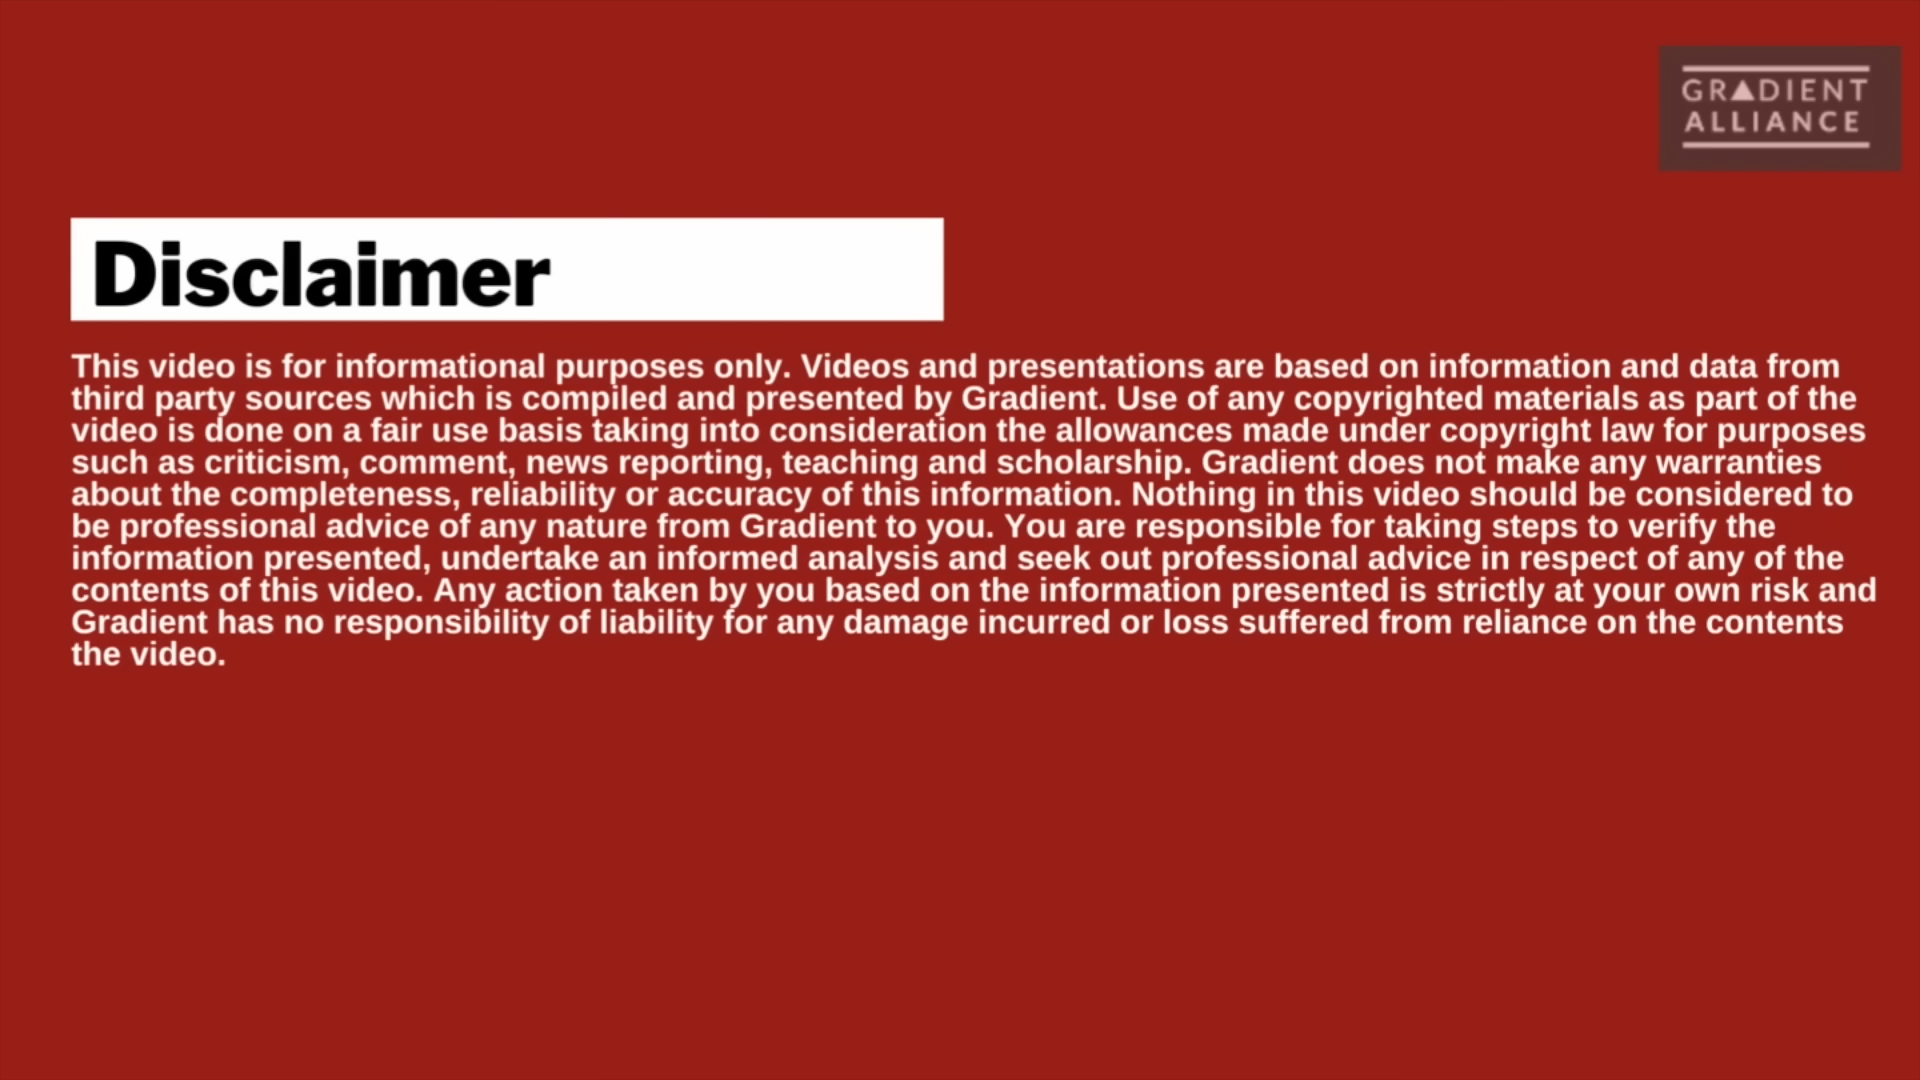 GRADIENT
ALLIANCE
Disclaimer
This video is for informational purposes only. Videos and presentations are based on information and data from
third party sources which is compiled and presented by Gradient. Use of any copyrighted materials as part of the
video is done on a fair use basis taking into consideration the allowances made under copyright law for purposes
such as criticism, comment, news reporting, teaching and scholarship. Gradient does not make any warranties
about the completeness, reliability or accuracy of this information. Nothing in this video should be considered to
be professional advice of any nature from Gradient to you. You are responsible for taking steps to verify the
information presented, undertake an informed analysis and seek out professional advice in respect of any of the
contents of this video. Any action taken by you based on the information presented is strictly at your own risk and
Gradient has no responsibility of liability for any damage incurred or loss suffered from reliance on the contents
the video.